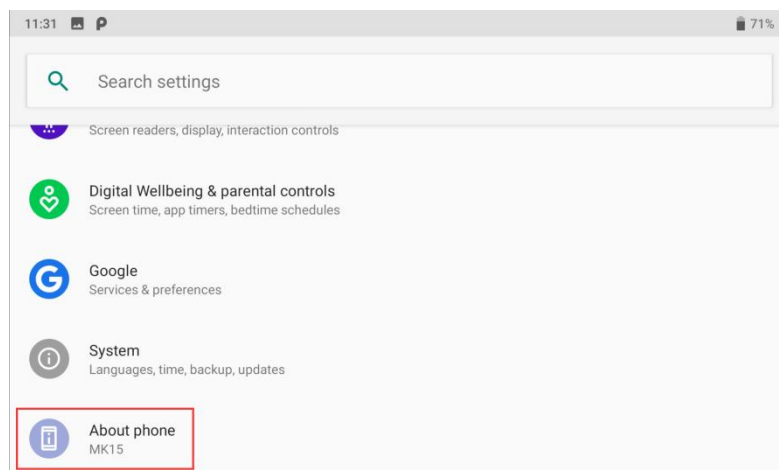 11:31 71%
Search settings
Screen readers, display, interaction controls
Digital Wellbeing & parental controls
Screen time, app timers, bedtime schedules
Google
Services & preferences
System
Languages, time, backup, updates
About phone
MK15